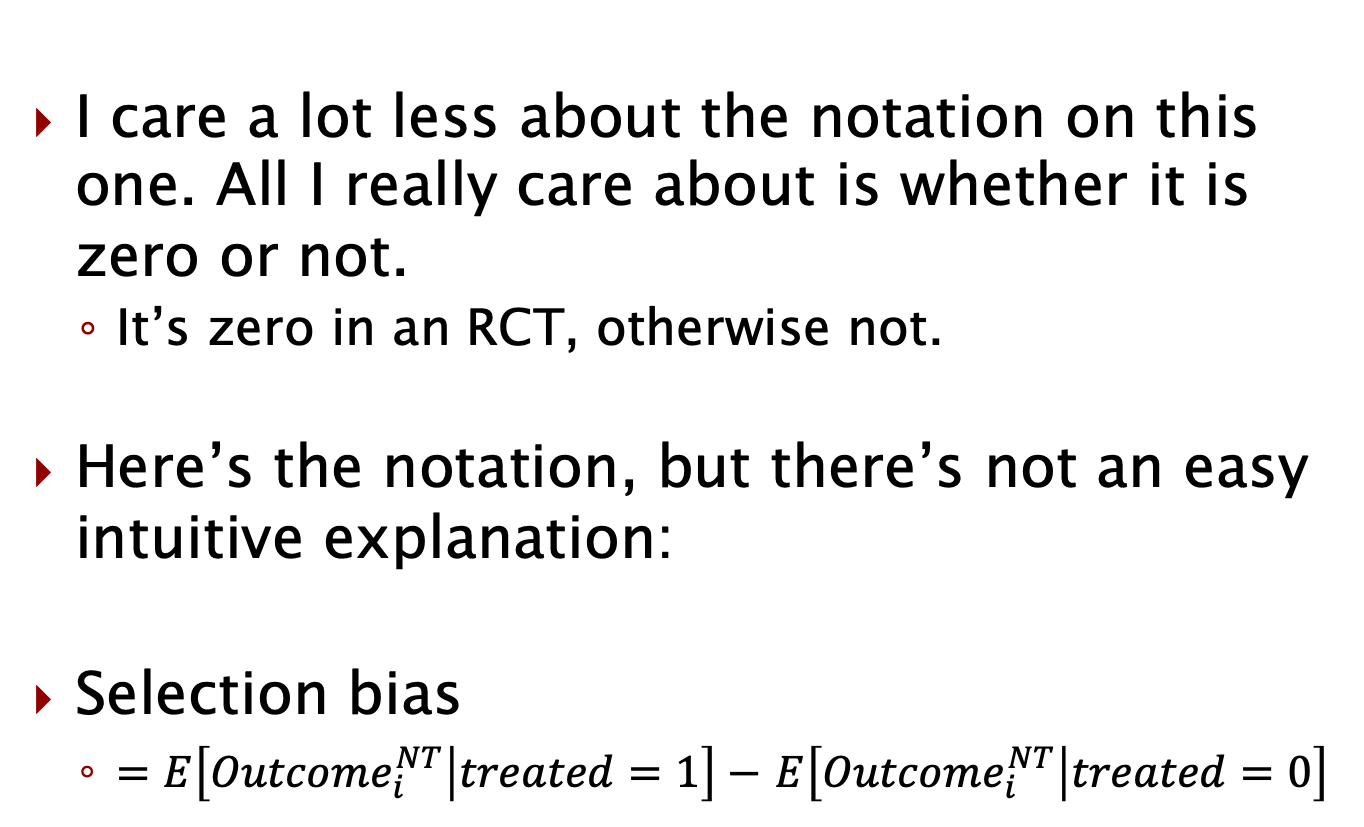 I care a lot less about the notation on this
one. All I really care about is whether it is
zero or not.
It’s zero in an RCT, otherwise not.
Here’s the notation, but there’s not an easy
intuitive explanation:
Selection bias
= E[Outcome_i^{NT}|treated = 1] − E[Outcome_i^{NT}|treated = 0]